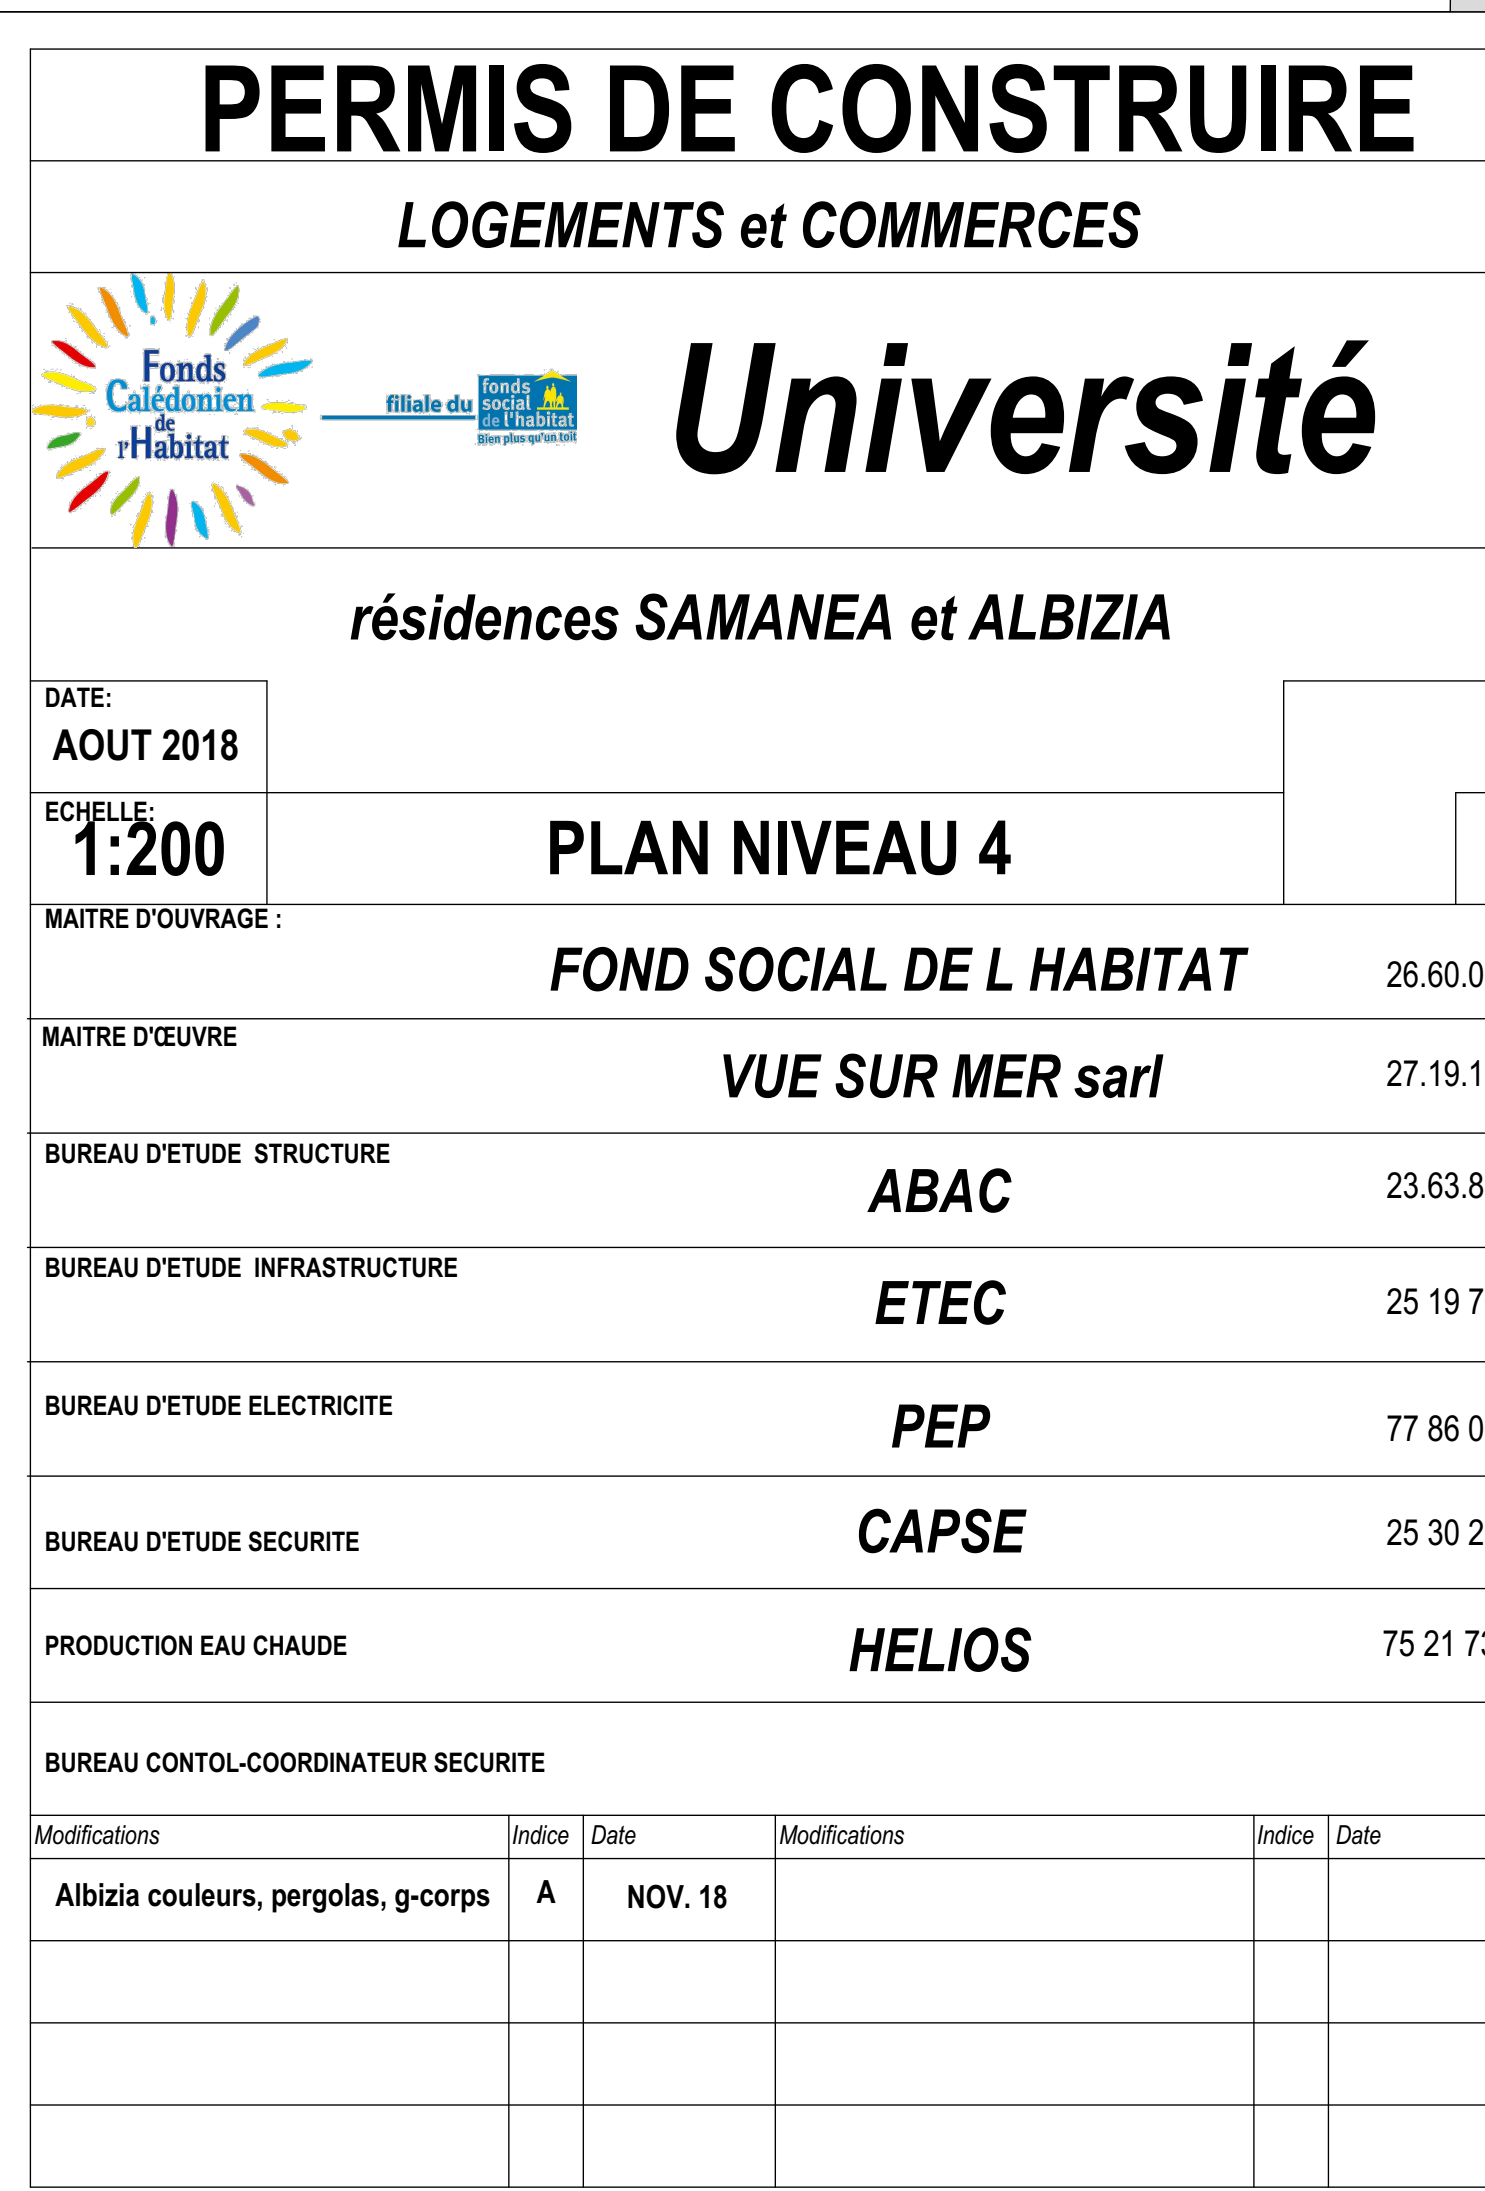 PERMIS DE CONSTRUIRE
LOGEMENTS et COMMERCES
Fonds
Calédonien
de
l'Habitat
filiale du
fonds
social
de l'habitat
Bien plus qu'un toit
Université
résidences SAMANEA et ALBIZIA
DATE:
AOUT 2018
ECHELLE:
1:200
PLAN NIVEAU 4
MAITRE D'OUVRAGE :
FOND SOCIAL DE L HABITAT 26.60.0
MAITRE D'ŒUVRE
VUE SUR MER sarl 27.19.1
BUREAU D'ETUDE STRUCTURE
ABAC 23.63.8
BUREAU D'ETUDE INFRASTRUCTURE
ETEC 25 19 7
BUREAU D'ETUDE ELECTRICITE
PEP 77 86 0
BUREAU D'ETUDE SECURITE
CAPSE 25 30 2
PRODUCTION EAU CHAUDE
HELIOS 75 21 73
BUREAU CONTOL-COORDINATEUR SECURITE
Modifications Indice Date Modifications Indice Date
Albizia couleurs, pergolas, g-corps A NOV. 18